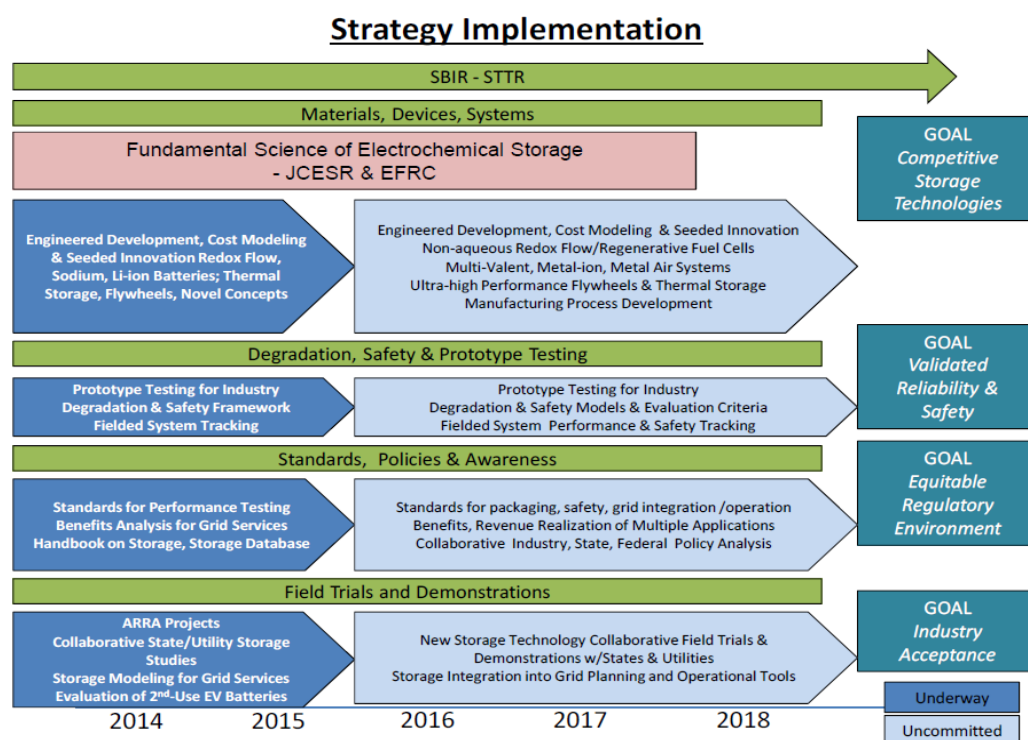 Strategy Implementation
SBIR - STTR
Materials, Devices, Systems
Fundamental Science of Electrochemical Storage
- JCESR & EFRC
GOAL
Competitive
Storage
Technologies
Engineered Development, Cost Modeling
& Seeded Innovation Redox Flow,
Sodium, Li-ion Batteries; Thermal
Storage, Flywheels, Novel Concepts
Engineered Development, Cost Modeling & Seeded Innovation
Non-aqueous Redox Flow/Regenerative Fuel Cells
Multi-Valent, Metal-ion, Metal Air Systems
Ultra-high Performance Flywheels & Thermal Storage
Manufacturing Process Development
Degradation, Safety & Prototype Testing
Prototype Testing for Industry
Degradation & Safety Framework
Fielded System Tracking
Prototype Testing for Industry
Degradation & Safety Models & Evaluation Criteria
Fielded System Performance & Safety Tracking
GOAL
Validated
Reliability &
Safety
Standards, Policies & Awareness
Standards for Performance Testing
Benefits Analysis for Grid Services
Handbook on Storage, Storage Database
Standards for packaging, safety, grid integration /operation
Benefits, Revenue Realization of Multiple Applications
Collaborative Industry, State, Federal Policy Analysis
GOAL
Equitable
Regulatory
Environment
Field Trials and Demonstrations
ARRA Projects
Collaborative State/Utility Storage
Studies
Storage Modeling for Grid Services
Evaluation of 2nd-Use EV Batteries
New Storage Technology Collaborative Field Trials &
Demonstrations w/States & Utilities
Storage Integration into Grid Planning and Operational Tools
GOAL
Industry
Acceptance
2014
2015
2016
2017
2018
Underway
Uncommitted